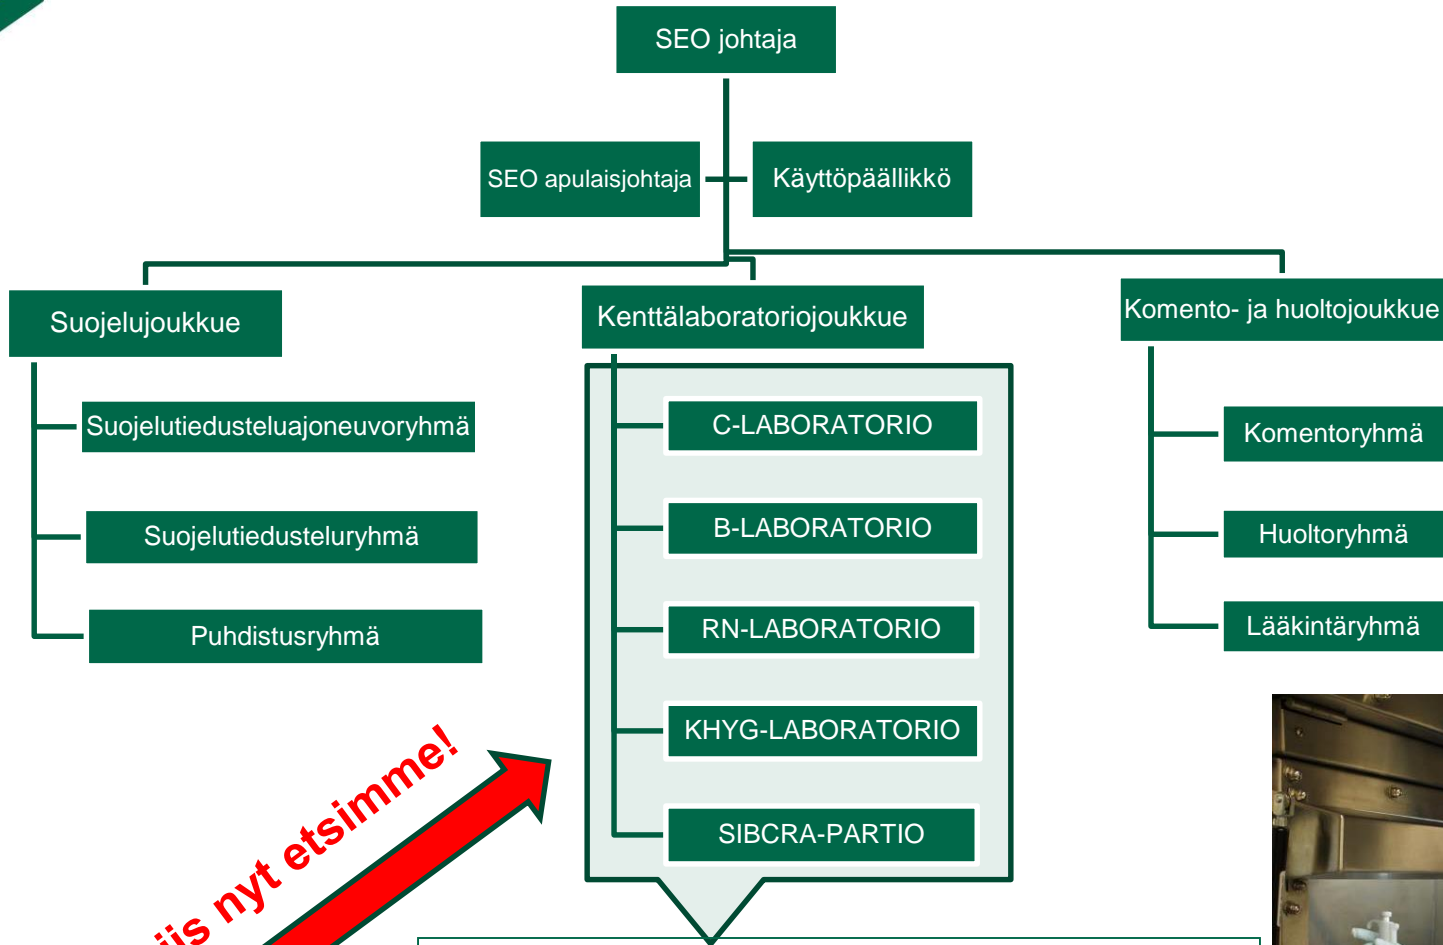 SEO johtaja
SEO apulaisjohtaja
Käyttöpäällikkö
Suojelujoukkue
Kenttälaboratoriojoukkue
Komento- ja huoltojoukkue
Suojelutiedusteluajoneuvoryhmä
Suojelutiedusteluryhmä
Puhdistusryhmä
C-LABORATORIO
B-LABORATORIO
RN-LABORATORIO
KHYG-LABORATORIO
SIBCRA-PARTIO
Komentoryhmä
Huoltoryhmä
Lääkintäryhmä
nyt etsimme!